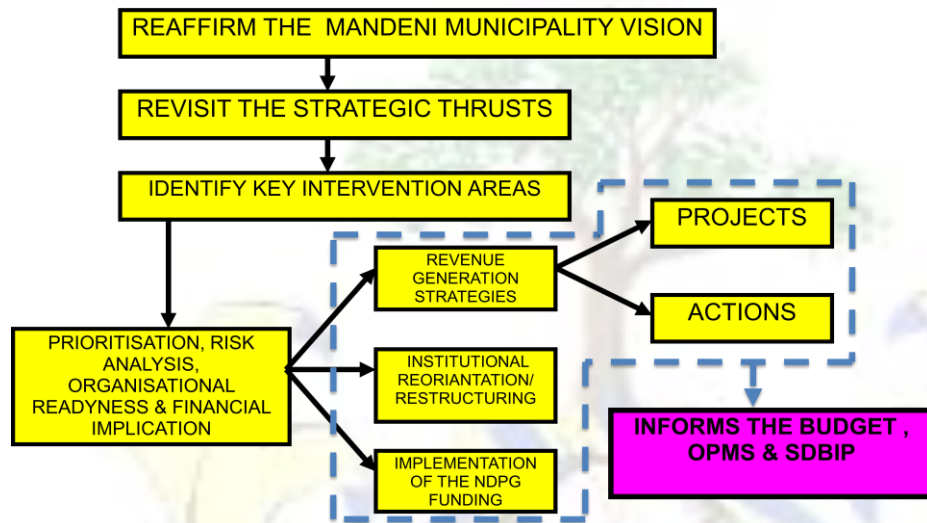 REAFFIRM THE MANDENI MUNICIPALITY VISION
REVISIT THE STRATEGIC THRUSTS
IDENTIFY KEY INTERVENTION AREAS
PROJECTS
REVENUE
GENERATION
STRATEGIES
ACTIONS
PRIORITISATION, RISK
ANALYSIS,
ORGANISATIONAL
READYNESS & FINANCIAL
IMPLICATION
INSTITUTIONAL
REORIANTATION/
RESTRUCTURING
INFORMS THE BUDGET ,
OPMS & SDBIP
IMPLEMENTATION
OF THE NDPG
FUNDING